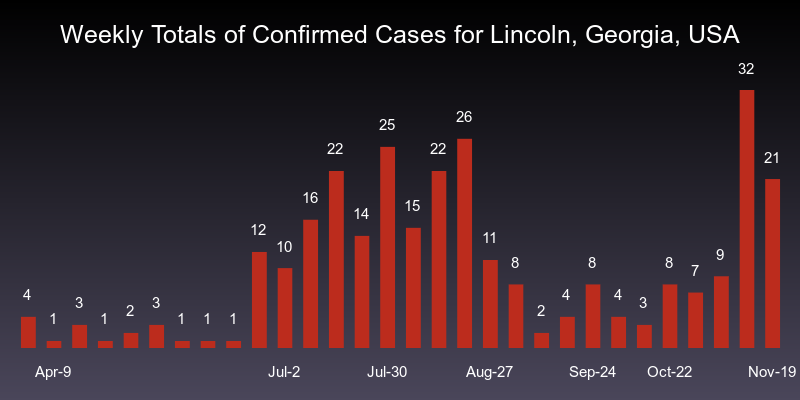 Weekly Totals of Confirmed Cases for Lincoln, Georgia, USA
4 1 3 1 2 3 1 1 1 12 10 16 22 14 25 15 22 26 11 8 2 4 8 4 3 8 7 9 32 21
Apr-9 Jul-2 Jul-30 Aug-27 Sep-24 Oct-22 Nov-19